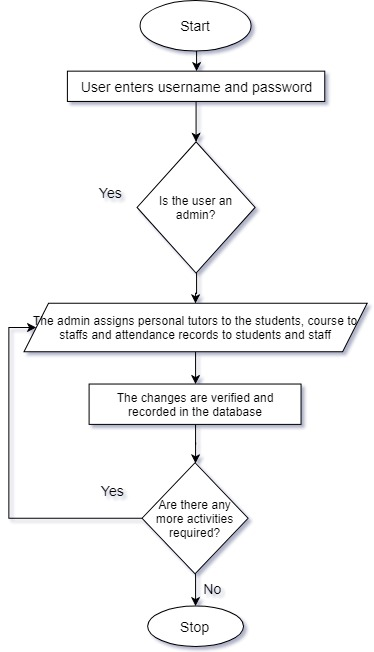 Start
User enters username and password
Yes
Is the user an
admin?
The admin assigns personal tutors to the students, course to
staffs and attendance records to students and staff
The changes are verified and
recorded in the database
Yes
Are there any
more activities
required?
No
Stop